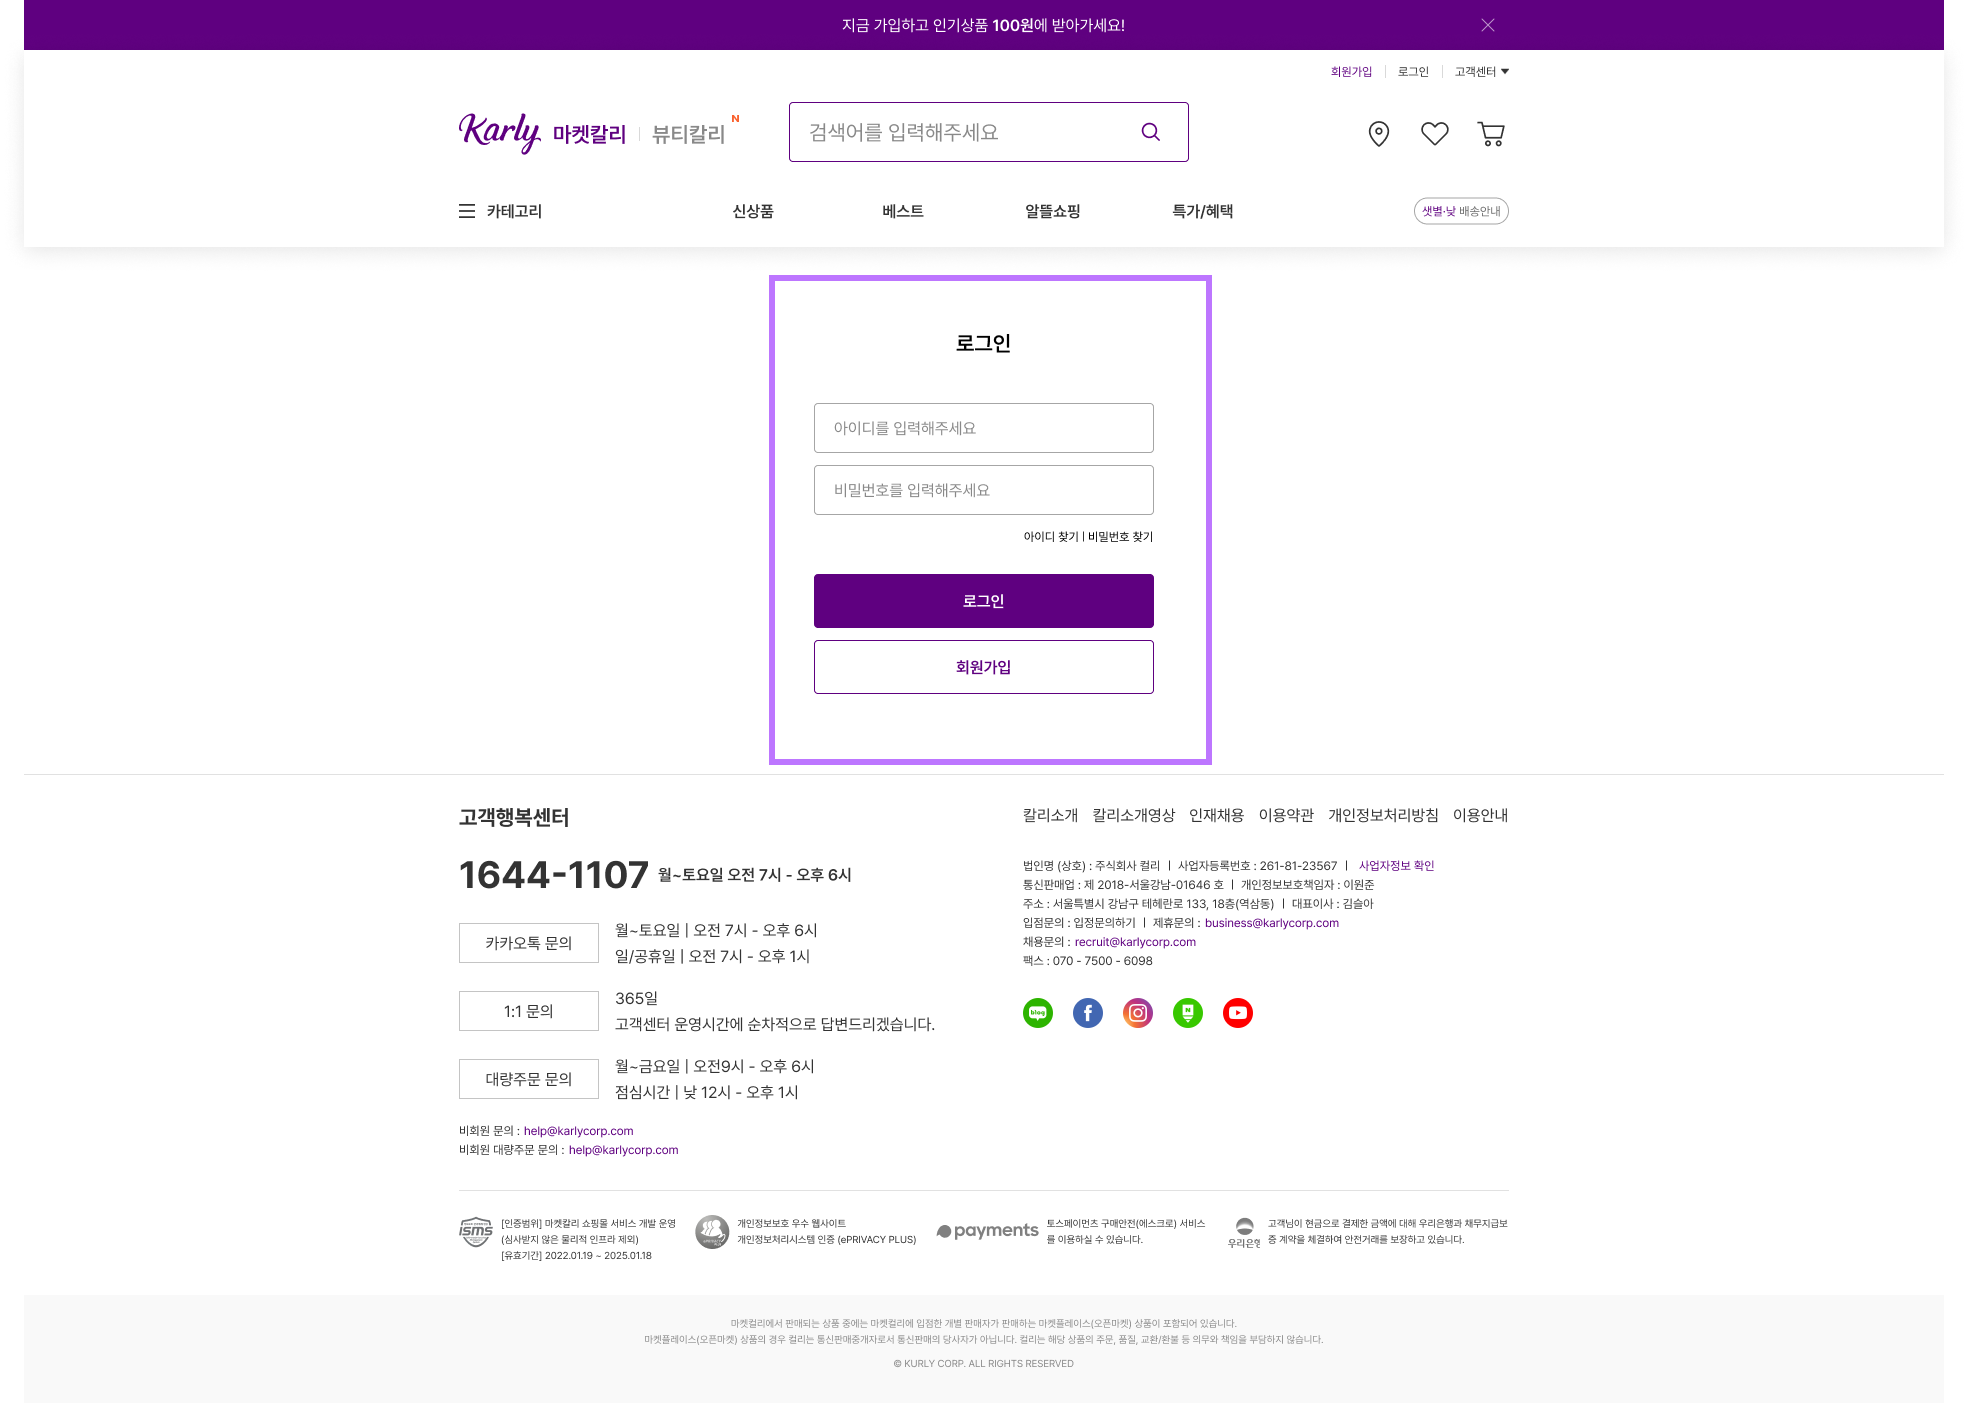 지금 가입하고 인기상품 100원에 받아가세요!
회원가입 로그인 고객센터
Karly 마켓칼리 뷰티칼리 N
검색어를 입력해주세요
카테고리 신상품 베스트 알뜰쇼핑 특가/혜택 샛별·낮 배송안내
로그인
아이디를 입력해주세요
비밀번호를 입력해주세요
아이디 찾기 | 비밀번호 찾기
로그인
회원가입
고객행복센터
1644-1107 월~토요일 오전 7시 - 오후 6시
카카오톡 문의
월~토요일 | 오전 7시 - 오후 6시
일/공휴일 | 오전 7시 - 오후 1시
1:1 문의
365일
고객센터 운영시간에 순차적으로 답변드리겠습니다.
대량주문 문의
월~금요일 | 오전9시 - 오후 6시
점심시간 | 낮 12시 - 오후 1시
비회원 문의 : help@karlycorp.com
비회원 대량주문 문의 : help@karlycorp.com
칼리소개 칼리소개영상 인재채용 이용약관 개인정보처리방침 이용안내
법인명 (상호) : 주식회사 컬리 | 사업자등록번호 : 261-81-23567 | 사업자정보 확인
통신판매업 : 제 2018-서울강남-01646 호 | 개인정보보호책임자 : 이원준
주소 : 서울특별시 강남구 테헤란로 133, 18층(역삼동) | 대표이사 : 김슬아
입점문의 : 입정문의하기 | 제휴문의 : business@karlycorp.com
채용문의 : recruit@karlycorp.com
팩스 : 070 - 7500 - 6098
blog
N
isms
[인증범위] 마켓칼리 쇼핑몰 서비스 개발 운영
(심사받지 않은 물리적 인프라 제외)
[유효기간] 2022.01.19 ~ 2025.01.18
개인정보보호 우수 웹사이트
개인정보처리시스템 인증 (ePRIVACY PLUS)
payments
토스페이먼츠 구매안전(에스크로) 서비스
를 이용하실 수 있습니다.
우리은행
고객님이 현금으로 결제한 금액에 대해 우리은행과 채무지급보
증 계약을 체결하여 안전거래를 보장하고 있습니다.
마켓컬리에서 판매되는 상품 중에는 마켓컬리에 입점한 개별 판매자가 판매하는 마켓플레이스(오픈마켓) 상품이 포함되어 있습니다.
마켓플레이스(오픈마켓) 상품의 경우 컬리는 통신판매중개자로서 통신판매의 당사자가 아닙니다. 컬리는 해당 상품의 주문, 품질, 교환/환불 등 의무와 책임을 부담하지 않습니다.
© KURLY CORP. ALL RIGHTS RESERVED